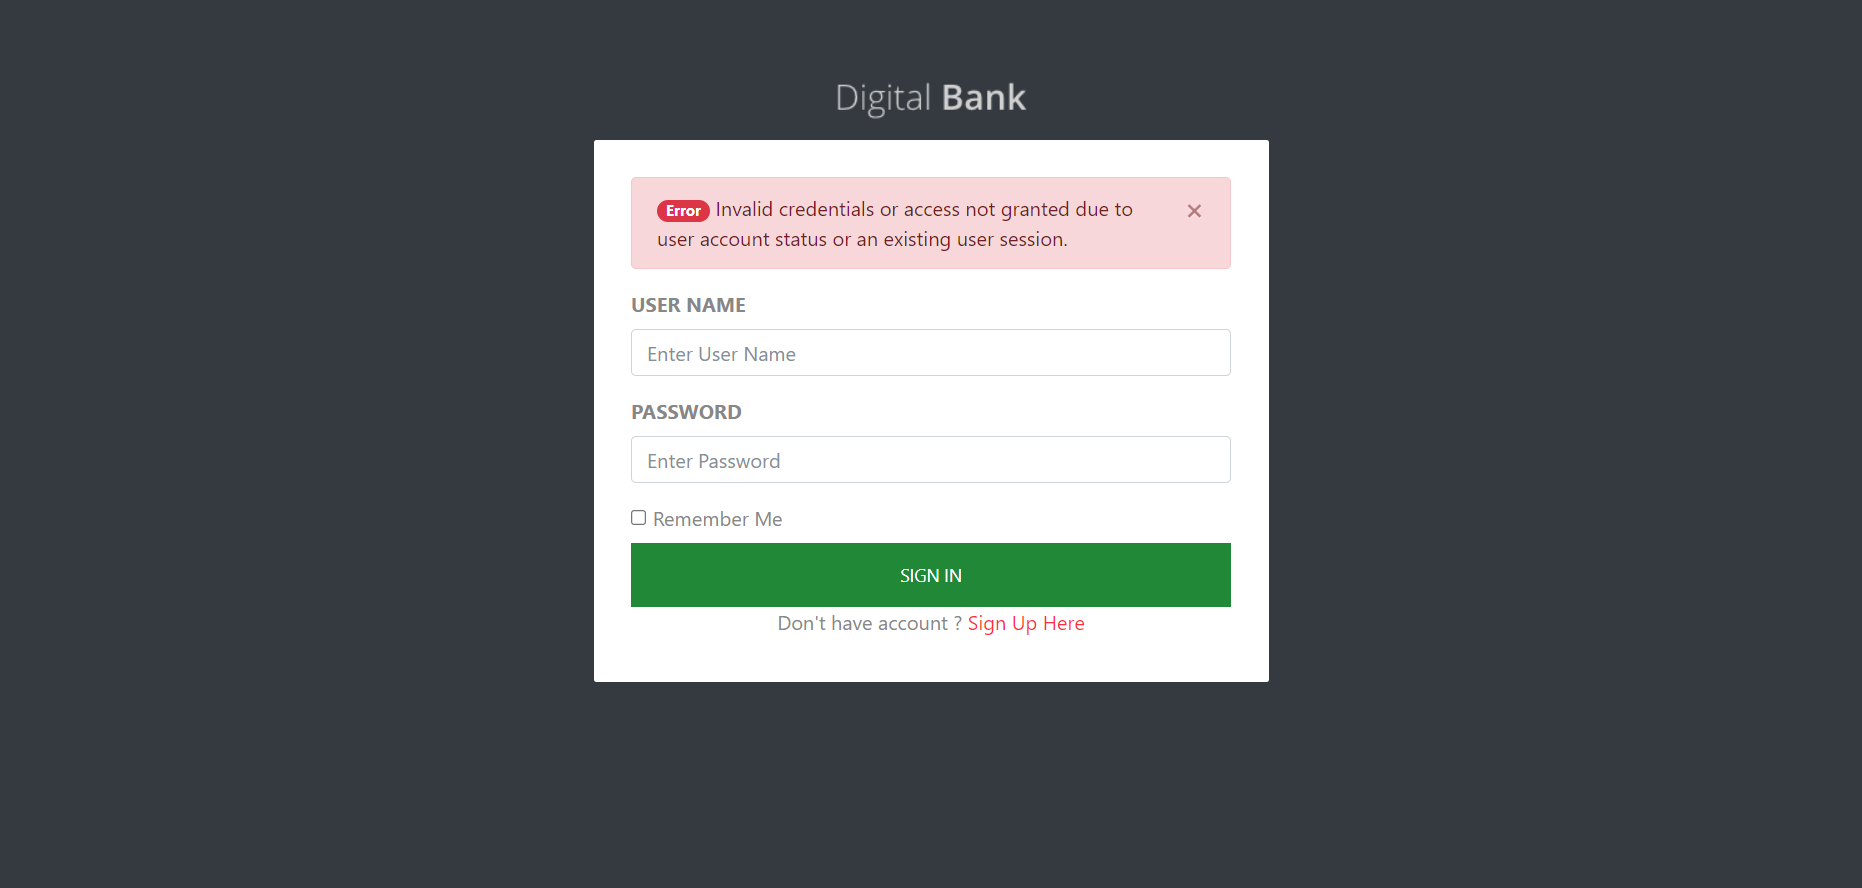 Digital Bank
Error Invalid credentials or access not granted due to
user account status or an existing user session.
×
USER NAME
Enter User Name
PASSWORD
Enter Password
Remember Me
SIGN IN
Don't have account ? Sign Up Here